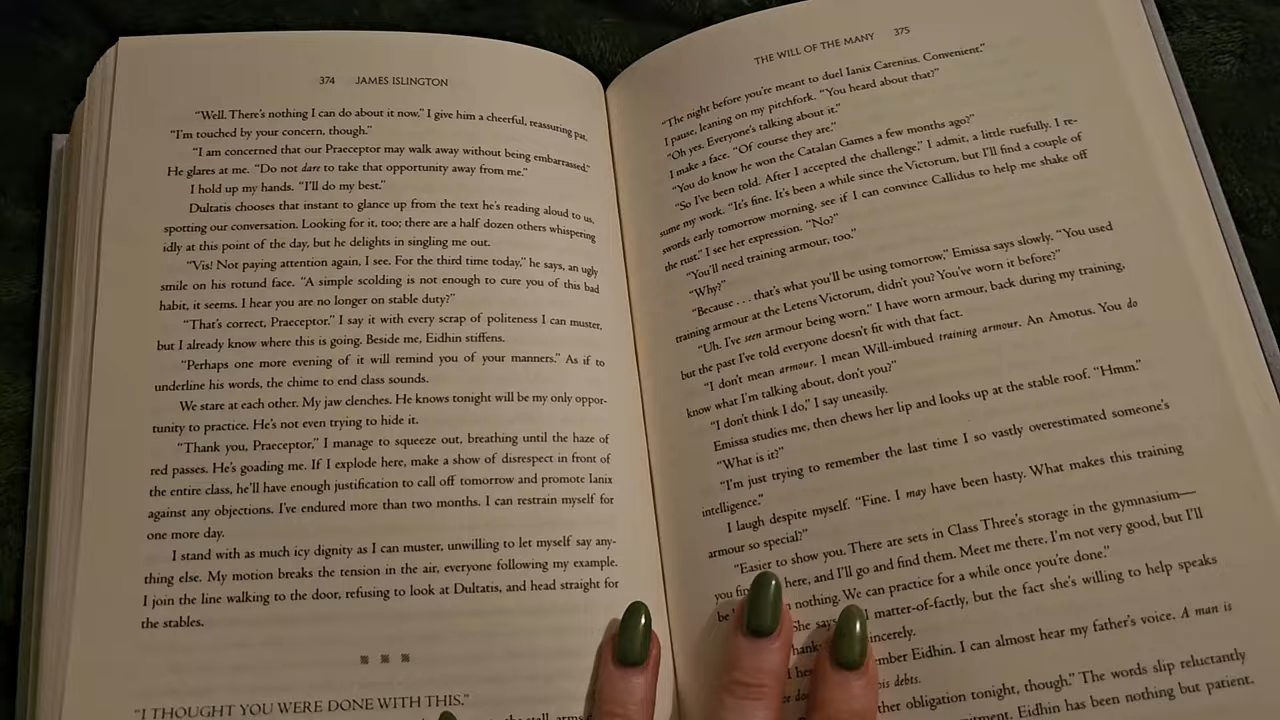 374 JAMES ISLINGTON
“Well. There’s nothing I can do about it now.” I give him a cheerful, reassuring pat.
“I’m touched by your concern, though.”
“I am concerned that our Praeceptor may walk away without being embarrassed.”
He glares at me. “Do not dare to take that opportunity away from me.”
I hold up my hands. “I’ll do my best.”
Dultatis chooses that instant to glance up from the text he’s reading aloud to us,
spotting our conversation. Looking for it, too; there are a half dozen others whispering
idly at this point of the day, but he delights in singling me out.
“Vis! Not paying attention again, I see. For the third time today,” he says, an ugly
smile on his rotund face. “A simple scolding is not enough to cure you of this bad
habit, it seems. I hear you are no longer on stable duty?”
“That’s correct, Praeceptor.” I say it with every scrap of politeness I can muster,
but I already know where this is going. Beside me, Eidhin stiffens.
“Perhaps one more evening of it will remind you of your manners.” As if to
underline his words, the chime to end class sounds.
We stare at each other. My jaw clenches. He knows tonight will be my only oppor-
tunity to practice. He’s not even trying to hide it.
“Thank you, Praeceptor,” I manage to squeeze out, breathing until the haze of
red passes. He’s goading me. If I explode here, make a show of disrespect in front of
the entire class, he’ll have enough justification to call off tomorrow and promote Ianix
against any objections. I’ve endured more than two months. I can restrain myself for
one more day.
I stand with as much icy dignity as I can muster, unwilling to let myself say any-
thing else. My motion breaks the tension in the air, everyone following my example.
I join the line walking to the door, refusing to look at Dultatis, and head straight for
the stables.
“I THOUGHT YOU WERE DONE WITH THIS.”
the stall, arms
THE WILL OF THE MANY 375
“The night before you’re meant to duel Ianix Carenius. Convenient.”
I pause, leaning on my pitchfork. “You heard about that?”
“Oh yes. Everyone’s talking about it.”
I make a face. “Of course they are.”
“You do know he won the Catalan Games a few months ago?”
“So I’ve been told. After I accepted the challenge,” I admit, a little ruefully. I re-
sume my work. “It’s fine. It’s been a while since the Victorum, but I’ll find a couple of
swords early tomorrow morning, see if I can convince Callidus to help me shake off
the rust.” I see her expression. “No?”
“You’ll need training armour, too.”
“Why?”
“Because . . . that’s what you’ll be using tomorrow,” Emissa says slowly. “You used
training armour at the Letens Victorum, didn’t you? You’ve worn it before?”
“Uh. I’ve seen armour being worn.” I have worn armour, back during my training,
but the past I’ve told everyone doesn’t fit with that fact.
“I don’t mean armour. I mean Will-imbued training armour. An Amotus. You do
know what I’m talking about, don’t you?”
“I don’t think I do,” I say uneasily.
Emissa studies me, then chews her lip and looks up at the stable roof. “Hmm.”
“What is it?”
“I’m just trying to remember the last time I so vastly overestimated someone’s
intelligence.”
I laugh despite myself. “Fine. I may have been hasty. What makes this training
armour so special?”
“Easier to show you. There are sets in Class Three’s storage in the gymnasium—
you here, and I’ll go and find them. Meet me there. I’m not very good, but I’ll
be nothing. We can practice for a while once you’re done.”
She says matter-of-factly, but the fact she’s willing to help speaks
sincerely.
Eidhin. I can almost hear my father’s voice. A man is
his debts.
obligation tonight, though.” The words slip reluctantly
Eidhin has been nothing but patient.